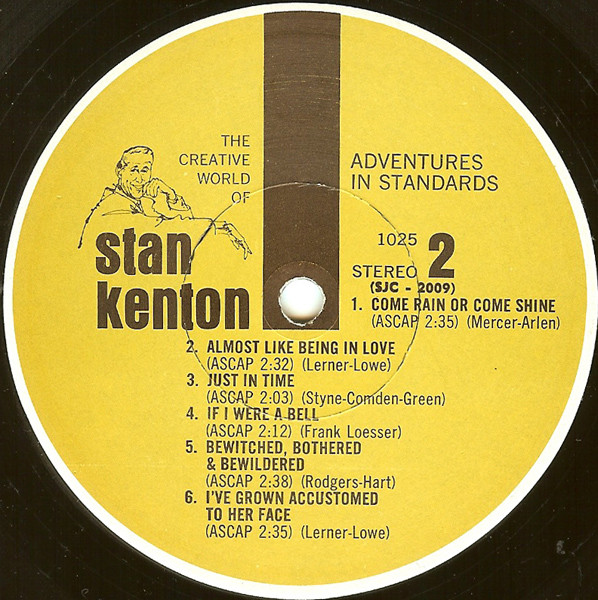 THE
CREATIVE
WORLD
OF
stan
kenton
ADVENTURES
IN STANDARDS
1025
STEREO 2
(SJC - 2009)
1. COME RAIN OR COME SHINE
(ASCAP 2:35) (Mercer-Arlen)
2. ALMOST LIKE BEING IN LOVE
(ASCAP 2:32) (Lerner-Lowe)
3. JUST IN TIME
(ASCAP 2:03) (Styne-Comden-Green)
4. IF I WERE A BELL
(ASCAP 2:12) (Frank Loesser)
5. BEWITCHED, BOTHERED
& BEWILDERED
(ASCAP 2:38) (Rodgers-Hart)
6. I'VE GROWN ACCUSTOMED
TO HER FACE
(ASCAP 2:35) (Lerner-Lowe)